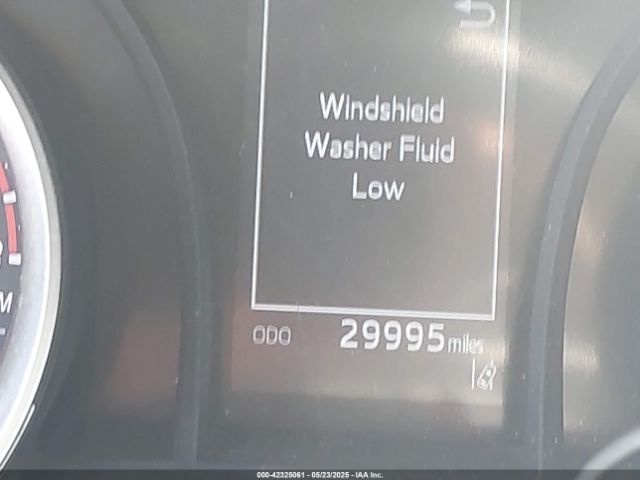 Windshield
Washer Fluid
Low
ODO 29995 miles
M
000-42325061 - 05/23/2025 - IAA Inc.